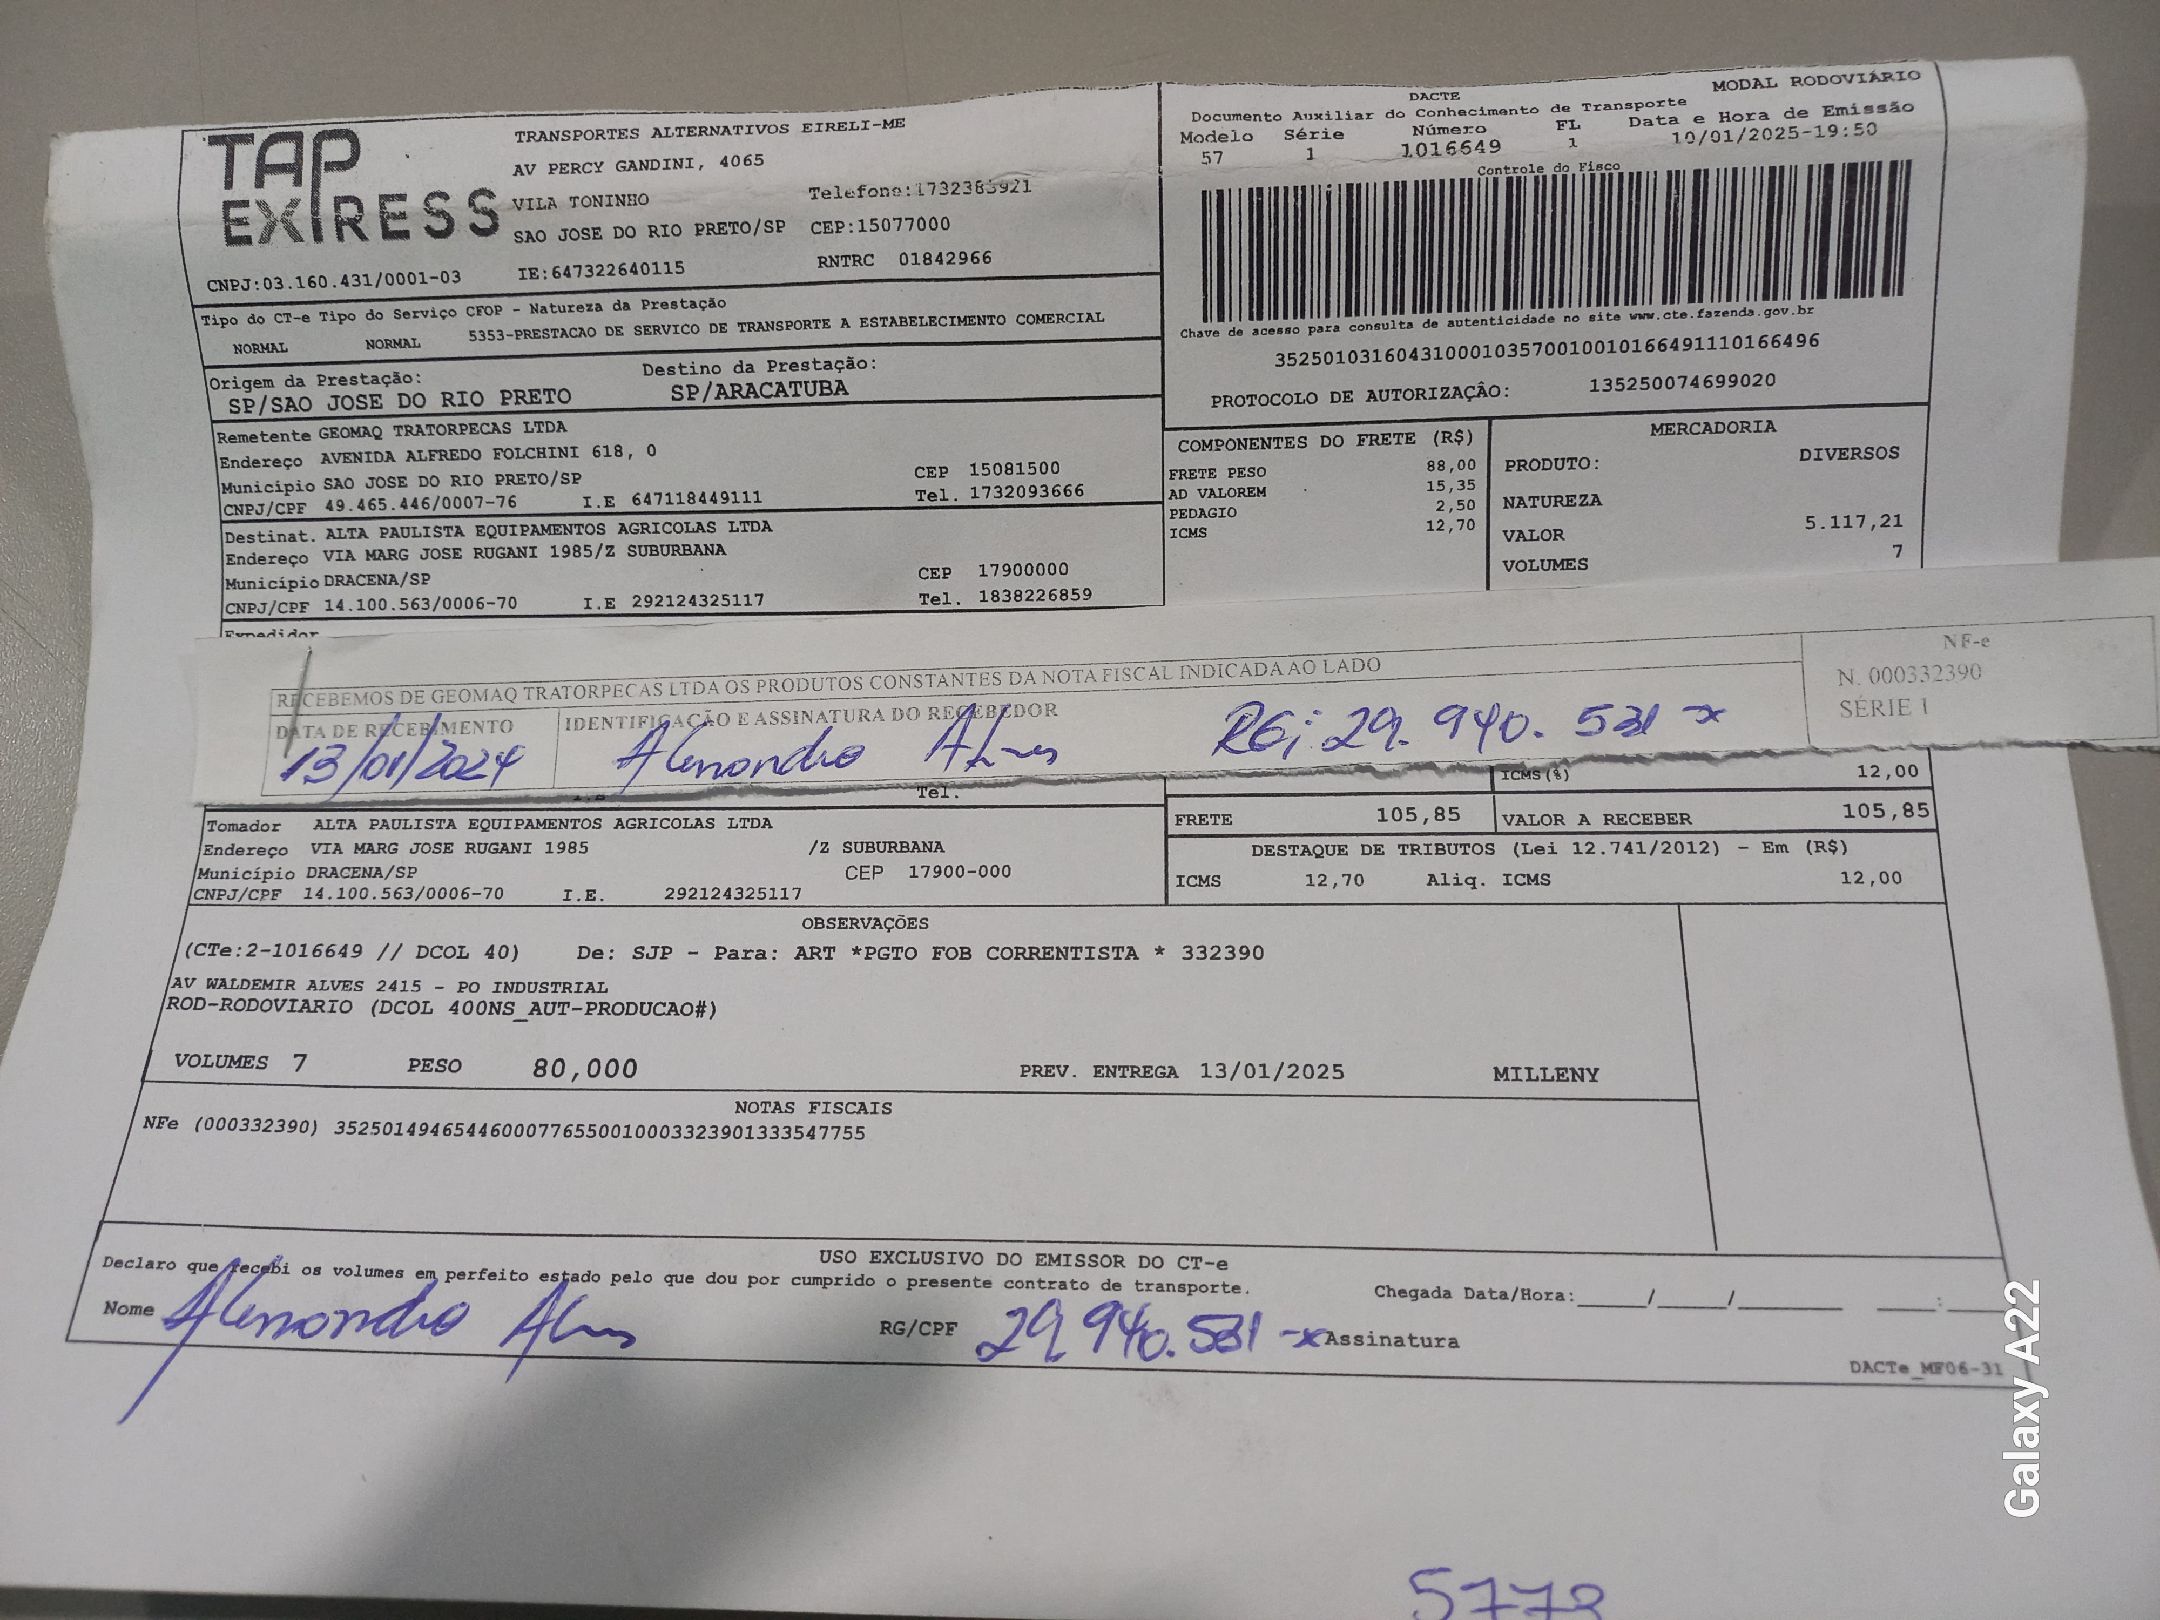 TAP EXPRESS
TRANSPORTES ALTERNATIVOS EIRELI-ME
AV PERCY GANDINI, 4065
VILA TONINHO Telefone:1732383921
SAO JOSE DO RIO PRETO/SP CEP:15077000
CNPJ:03.160.431/0001-03 IE:647322640115 RNTRC 01842966
DACTE MODAL RODOVIÁRIO
Documento Auxiliar do Conhecimento de Transporte
Modelo Série Número FL Data e Hora de Emissão
57 1 1016649 1 10/01/2025-19:50
Controle do Fisco
Chave de acesso para consulta de autenticidade no site www.cte.fazenda.gov.br
35250103160431000103570010010166491110166496
PROTOCOLO DE AUTORIZAÇÂO: 135250074699020
Tipo do CT-e Tipo do Serviço CFOP - Natureza da Prestação
NORMAL NORMAL 5353-PRESTACAO DE SERVICO DE TRANSPORTE A ESTABELECIMENTO COMERCIAL
Origem da Prestação: Destino da Prestação:
SP/SAO JOSE DO RIO PRETO SP/ARACATUBA
Remetente GEOMAQ TRATORPECAS LTDA
Endereço AVENIDA ALFREDO FOLCHINI 618, 0
Município SAO JOSE DO RIO PRETO/SP CEP 15081500
CNPJ/CPF 49.465.446/0007-76 I.E 647118449111 Tel. 1732093666
Destinat. ALTA PAULISTA EQUIPAMENTOS AGRICOLAS LTDA
Endereço VIA MARG JOSE RUGANI 1985/Z SUBURBANA
Município DRACENA/SP CEP 17900000
CNPJ/CPF 14.100.563/0006-70 I.E 292124325117 Tel. 1838226859
Expedidor
COMPONENTES DO FRETE (R$)
FRETE PESO 88,00
AD VALOREM 15,35
PEDAGIO 2,50
ICMS 12,70
MERCADORIA
PRODUTO: DIVERSOS
NATUREZA
VALOR 5.117,21
VOLUMES 7
RECEBEMOS DE GEOMAQ TRATORPECAS LTDA OS PRODUTOS CONSTANTES DA NOTA FISCAL INDICADA AO LADO
DATA DE RECEBIMENTO IDENTIFICAÇÃO E ASSINATURA DO RECEBEDOR
13/01/2024 Alessandro Alves RG: 29.940.531-x
NF-e
N. 000332390
SÉRIE 1
Tel.
ICMS(%) 12,00
FRETE 105,85 VALOR A RECEBER 105,85
DESTAQUE DE TRIBUTOS (Lei 12.741/2012) - Em (R$)
ICMS 12,70 Aliq. ICMS 12,00
Tomador ALTA PAULISTA EQUIPAMENTOS AGRICOLAS LTDA
Endereço VIA MARG JOSE RUGANI 1985 /Z SUBURBANA
Município DRACENA/SP CEP 17900-000
CNPJ/CPF 14.100.563/0006-70 I.E. 292124325117
OBSERVAÇÕES
(CTe:2-1016649 // DCOL 40) De: SJP - Para: ART *PGTO FOB CORRENTISTA * 332390
AV WALDEMIR ALVES 2415 - PO INDUSTRIAL
ROD-RODOVIARIO (DCOL 400NS_AUT-PRODUCAO#)
VOLUMES 7 PESO 80,000 PREV. ENTREGA 13/01/2025 MILLENY
NOTAS FISCAIS
NFe (000332390) 35250149465446000776550010003323901333547755
USO EXCLUSIVO DO EMISSOR DO CT-e
Declaro que recebi os volumes em perfeito estado pelo que dou por cumprido o presente contrato de transporte.
Chegada Data/Hora:____/____/______ ___:___
Nome Alessandro Alves RG/CPF 29.940.531-x Assinatura
DACTe_MF06-31
5773
Galaxy A22